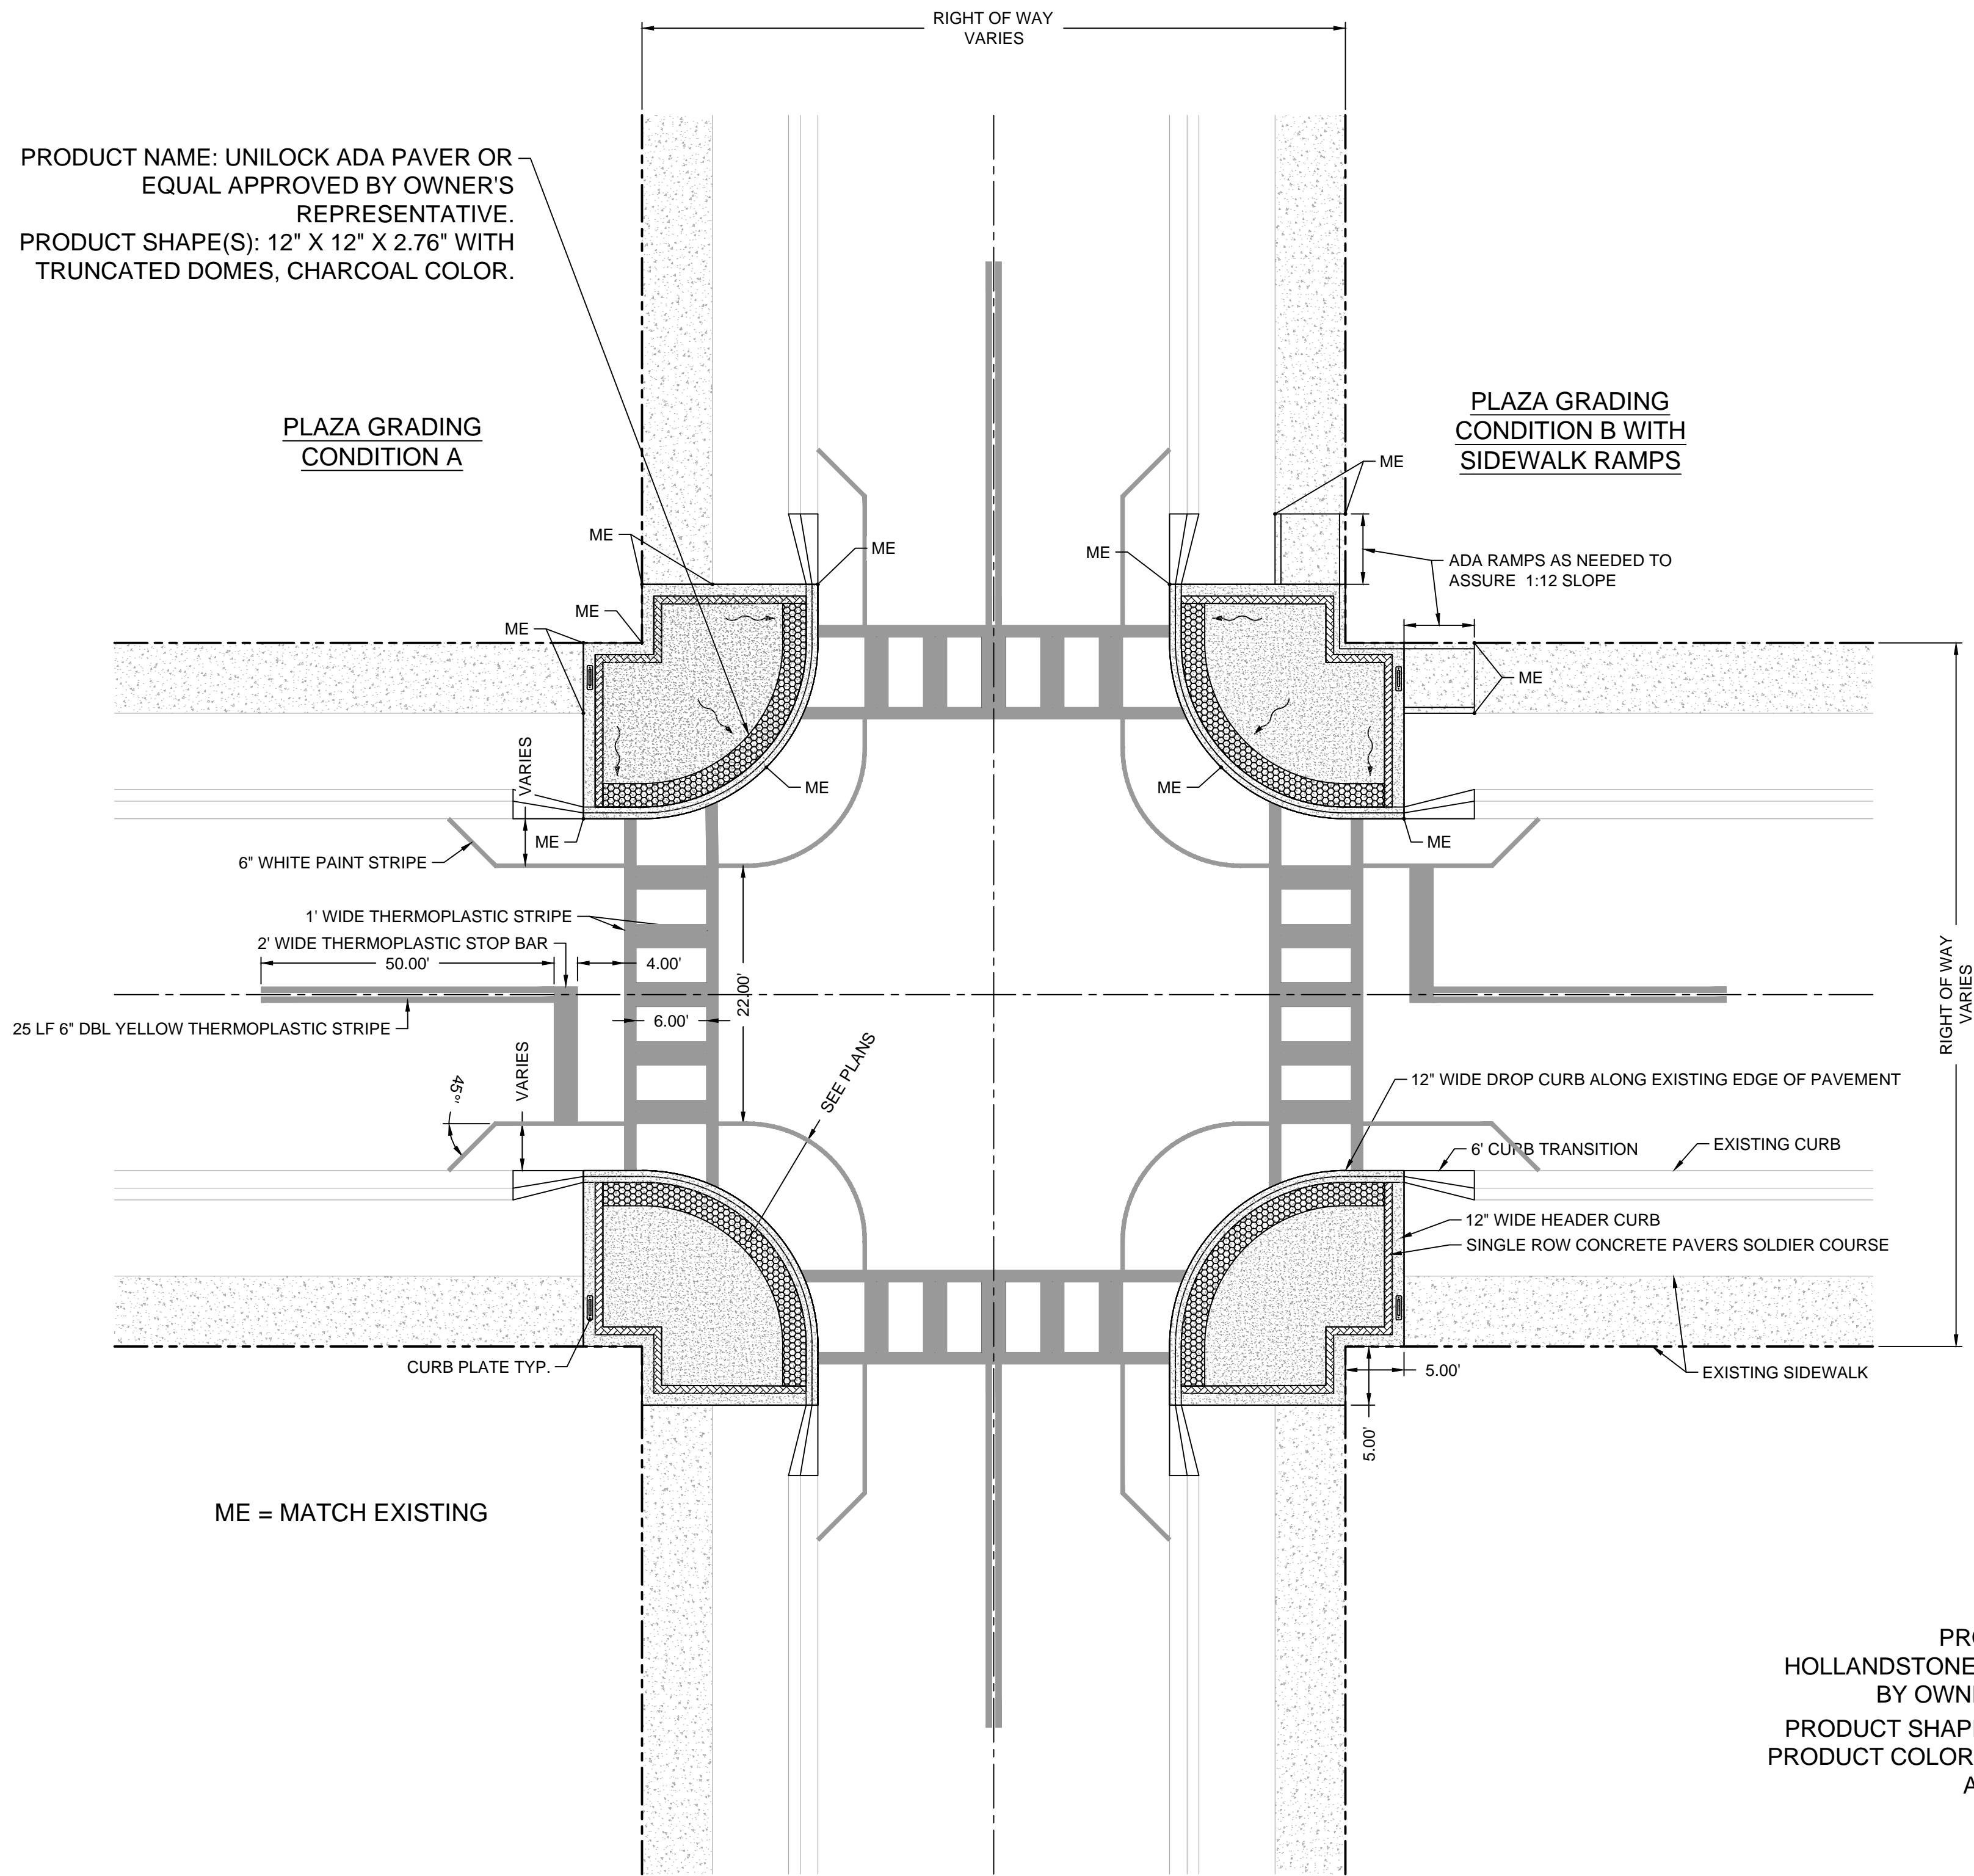 RIGHT OF WAY
VARIES
PRODUCT NAME: UNILOCK ADA PAVER OR
EQUAL APPROVED BY OWNER'S
REPRESENTATIVE.
PRODUCT SHAPE(S): 12" X 12" X 2.76" WITH
TRUNCATED DOMES, CHARCOAL COLOR.
PLAZA GRADING
CONDITION A
PLAZA GRADING
CONDITION B WITH
SIDEWALK RAMPS
ME
ME
ME
ME
ADA RAMPS AS NEEDED TO
ASSURE 1:12 SLOPE
ME
ME
ME
VARIES
ME
ME
ME
ME
6" WHITE PAINT STRIPE
1' WIDE THERMOPLASTIC STRIPE
2' WIDE THERMOPLASTIC STOP BAR
50.00'
4.00'
22.00'
6.00'
25 LF 6" DBL YELLOW THERMOPLASTIC STRIPE
RIGHT OF WAY
VARIES
VARIES
45°
SEE PLANS
12" WIDE DROP CURB ALONG EXISTING EDGE OF PAVEMENT
6' CURB TRANSITION
EXISTING CURB
12" WIDE HEADER CURB
SINGLE ROW CONCRETE PAVERS SOLDIER COURSE
CURB PLATE TYP.
5.00'
EXISTING SIDEWALK
5.00'
ME = MATCH EXISTING
HOLLANDSTONE
BY
PRODUCT
PRODUCT COLOR